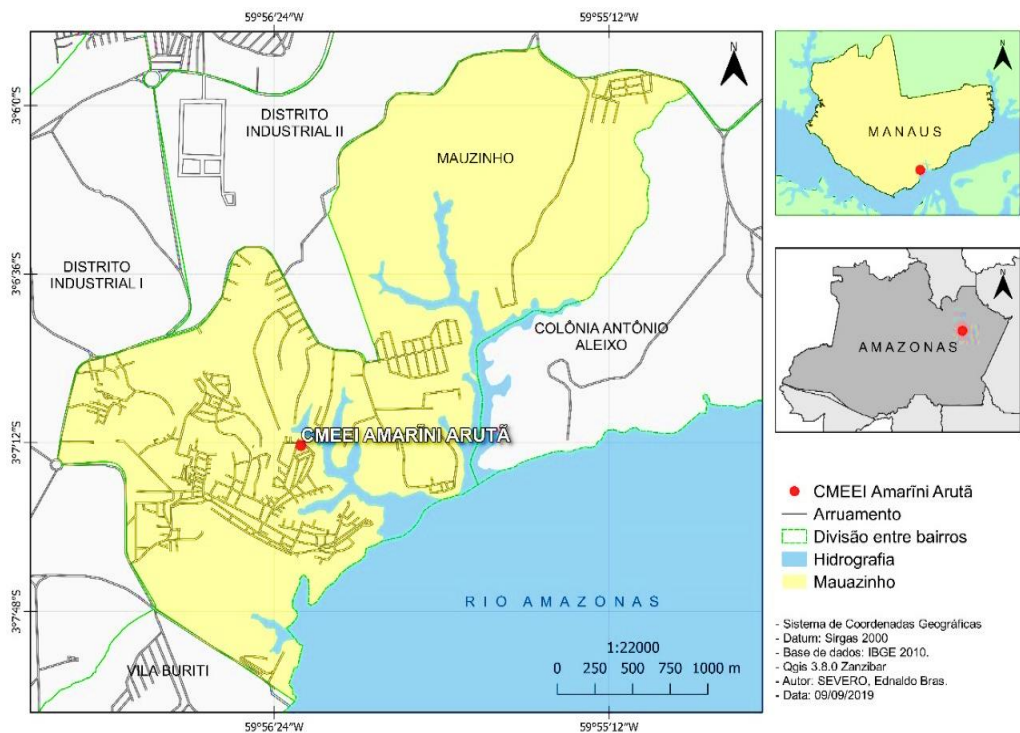 59°56'24"W
59°55'12"W
N
3°6'0"S
DISTRITO
INDUSTRIAL II
MAUZINHO
3°6'36"S
DISTRITO
INDUSTRIAL I
COLÔNIA ANTÔNIO
ALEIXO
3°7'12"S
CMEEI AMARĨNI ARUTÃ
RIO AMAZONAS
3°7'48"S
VILA BURITI
1:22000
0 250 500 750 1000 m
59°56'24"W
59°55'12"W
N
MANAUS
N
AMAZONAS
CMEEI Amarĩni Arutã
Arruamento
Divisão entre bairros
Hidrografia
Mauazinho
- Sistema de Coordenadas Geográficas
- Datum: Sirgas 2000
- Base de dados: IBGE 2010.
- Qgis 3.8.0 Zanzibar
- Autor: SEVERO, Ednaldo Bras.
- Data: 09/09/2019